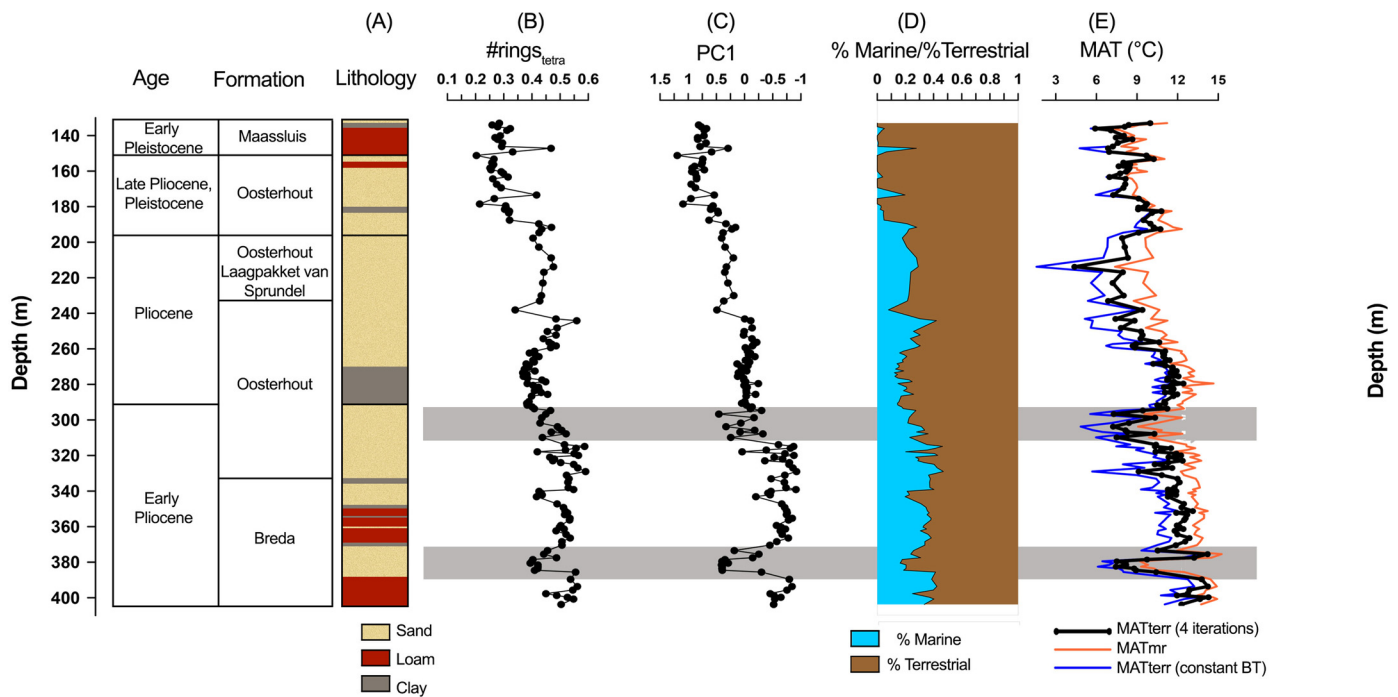 (A) (B) (C) (D) (E)
#rings_tetra PC1 % Marine/%Terrestrial MAT (°C)
Age Formation Lithology
0.1 0.2 0.3 0.4 0.5 0.6
1.5 1 0.5 0 -0.5 -1
0 0.2 0.4 0.6 0.8 1
3 6 9 12 15
Depth (m)
140
160
180
200
220
240
260
280
300
320
340
360
380
400
Early
Pleistocene
Maassluis
Late Pliocene,
Pleistocene
Oosterhout
Pliocene
Oosterhout
Laagpakket van
Sprundel
Oosterhout
Early
Pliocene
Breda
Depth (m)
Sand
Loam
Clay
% Marine
% Terrestrial
MATterr (4 iterations)
MATmr
MATterr (constant BT)